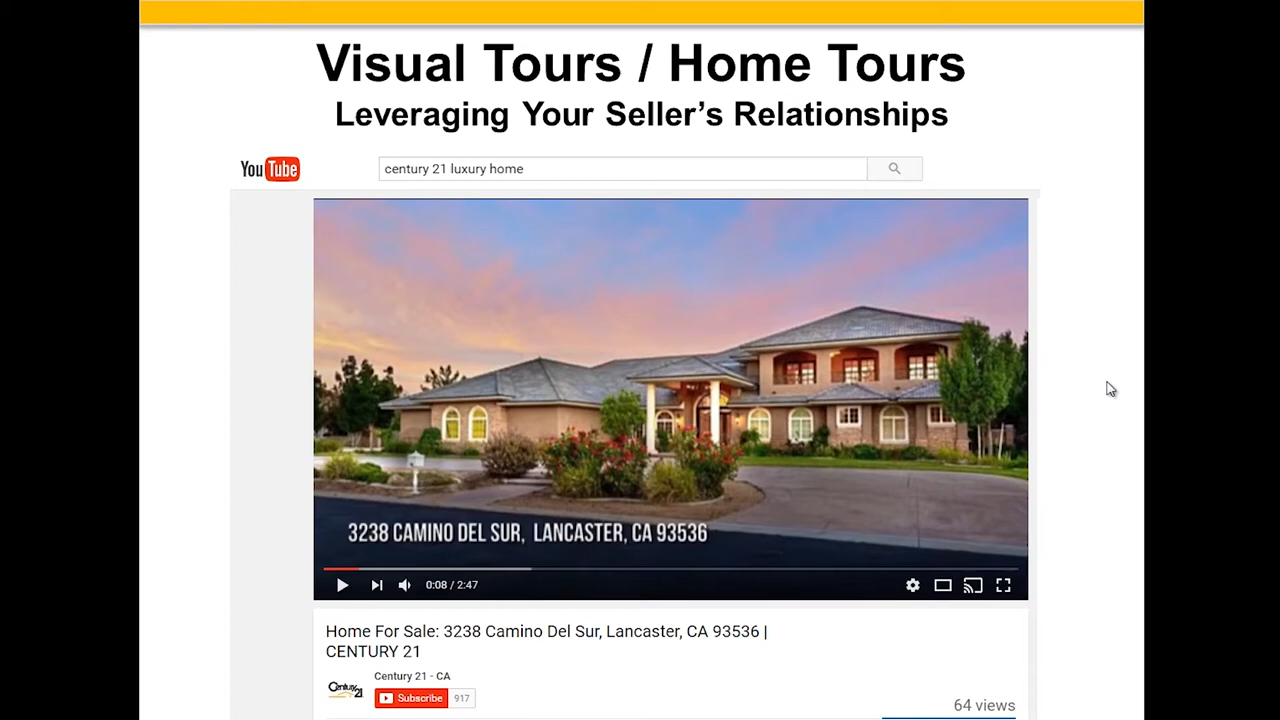 Visual Tours / Home Tours
Leveraging Your Seller's Relationships
YouTube
century 21 luxury home
3238 CAMINO DEL SUR, LANCASTER, CA 93536
0:08 / 2:47
Home For Sale: 3238 Camino Del Sur, Lancaster, CA 93536 |
CENTURY 21
Century 21 - CA
Century 21
Subscribe 917
64 views